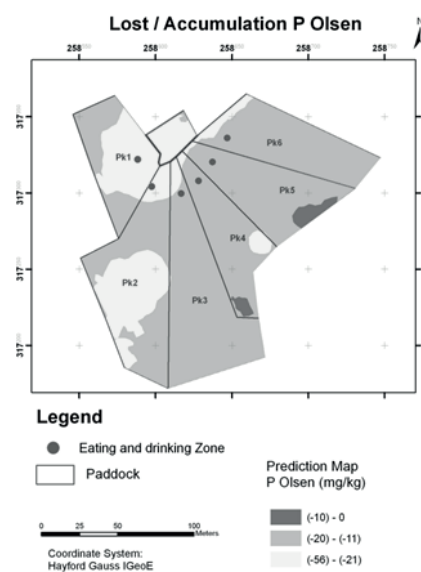 Lost / Accumulation P Olsen
N
258 258 258 258 258
317
317
317
317
Pk1
Pk6
Pk5
Pk4
Pk2
Pk3
Legend
Eating and drinking Zone
Paddock
0 25 50 100
Meters
Coordinate System:
Hayford Gauss IGeoE
Prediction Map
P Olsen (mg/kg)
(-10) - 0
(-20) - (-11)
(-56) - (-21)